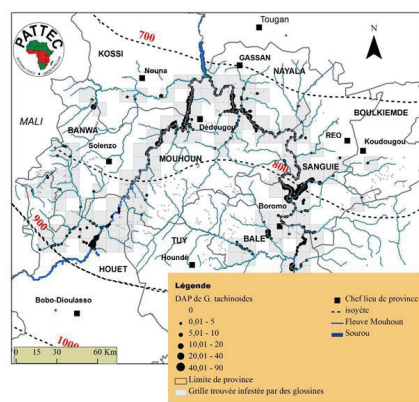 PATTEC
Tougan
700
KOSSI
GASSAN
NAYALA
Nouna
BOULKIEMDE
MALI
BANWA
Dédougou
REO
Koudougou
Solenzo
MOUHOUN
SANGUIE
800
900
Boromo
TUY
BALE
HOUET
Houndé
Bobo-Dioulasso
1000
0 15 30 60 Km
Légende
DAP de G. tachinoides
0
0,01 - 5
5,01 - 10
10,01 - 20
20,01 - 40
40,01 - 90
Limite de province
Grille trouvée infestée par des glossines
Chef lieu de province
isoyète
Fleuve Mouhoun
Sourou